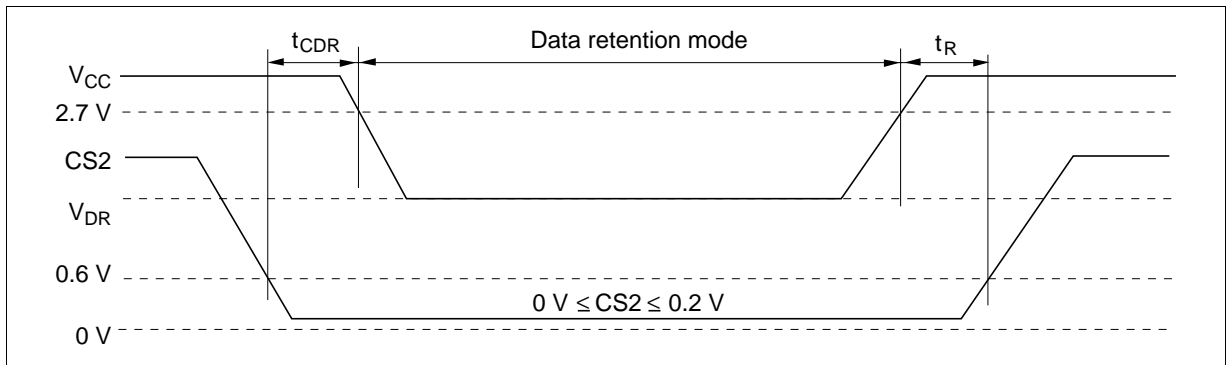 tCDR Data retention mode tR
VCC
2.7 V
CS2
VDR
0.6 V
0 V ≤ CS2 ≤ 0.2 V
0 V